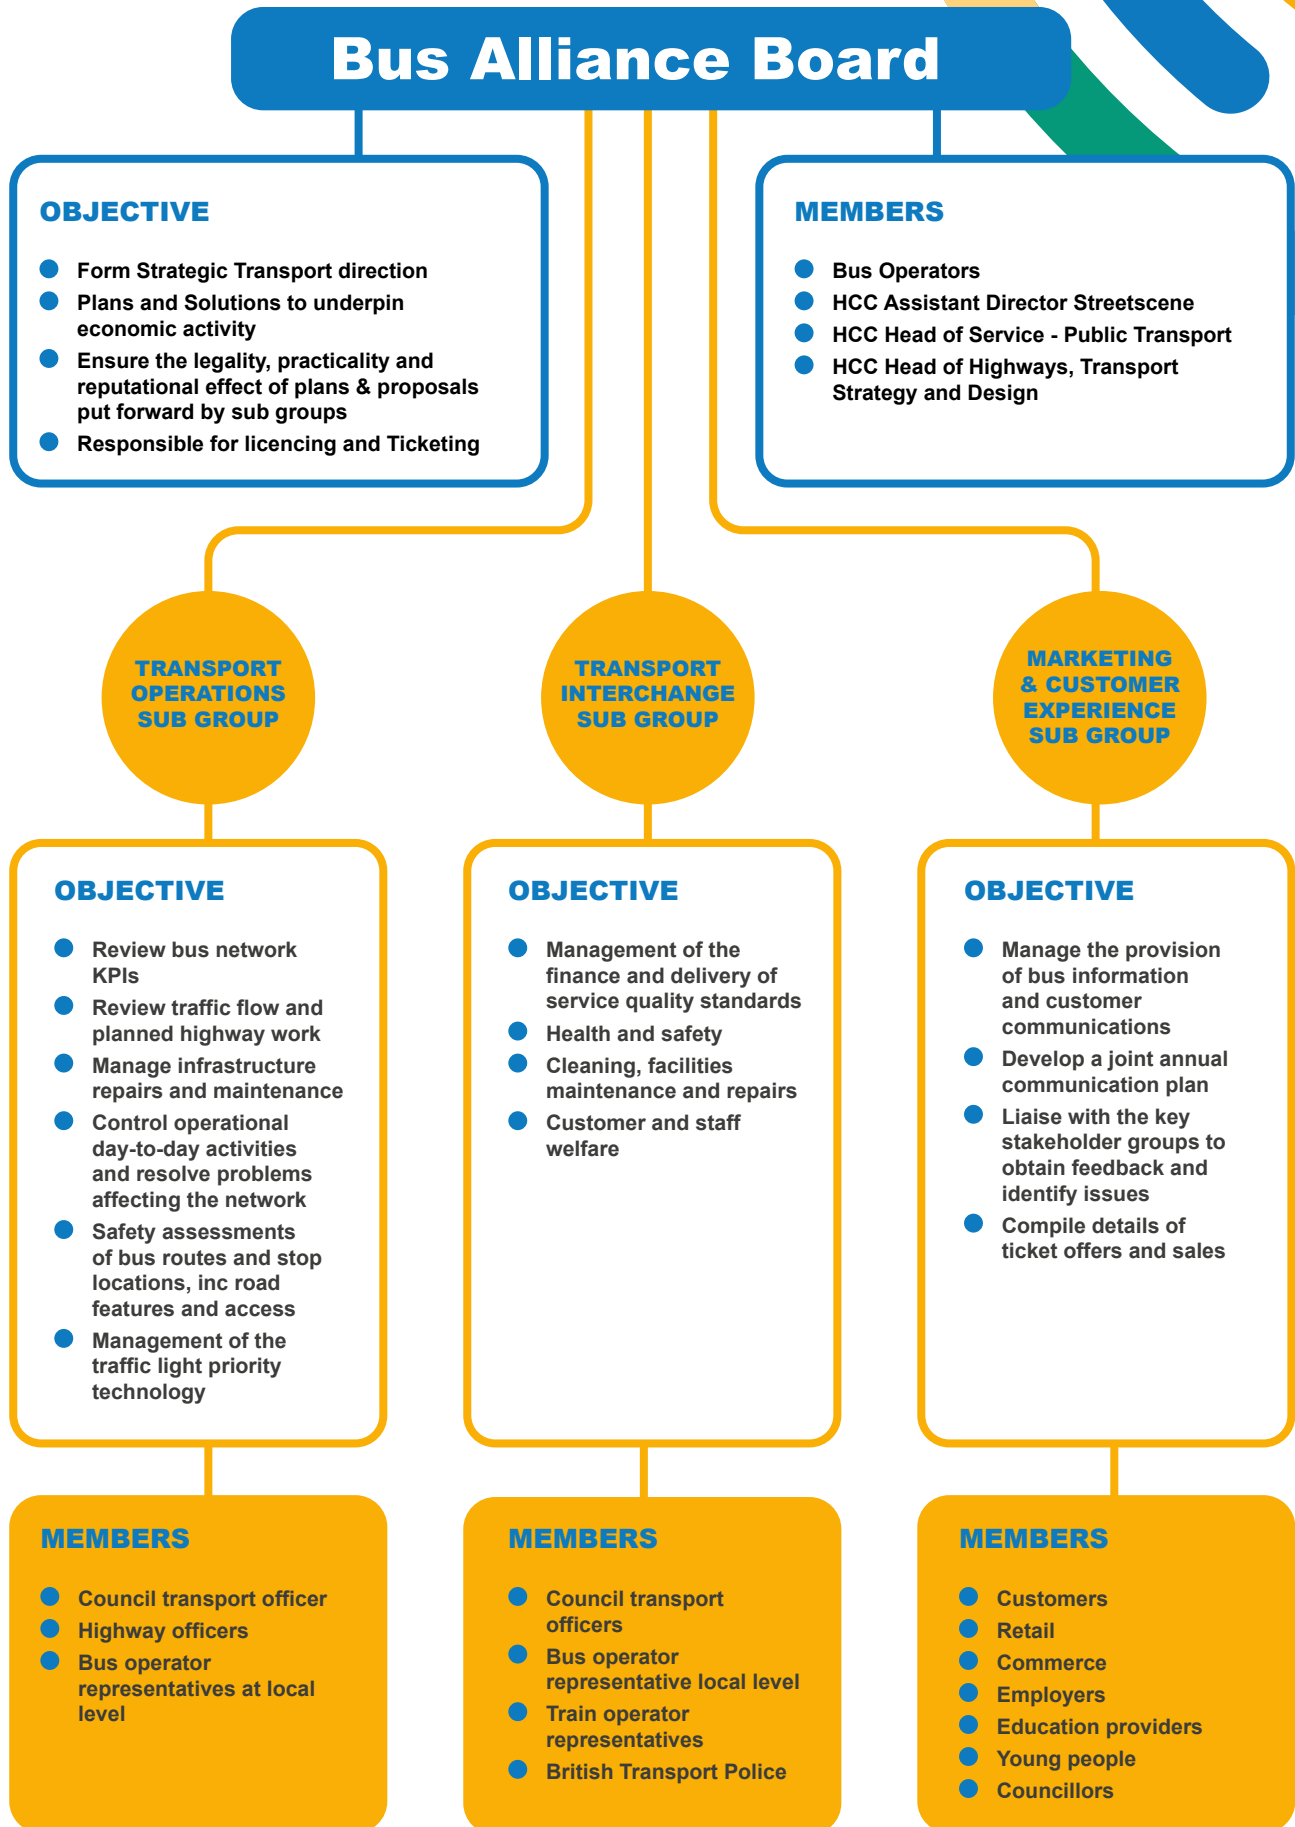 Bus Alliance Board
OBJECTIVE
Form Strategic Transport direction
Plans and Solutions to underpin
economic activity
Ensure the legality, practicality and
reputational effect of plans & proposals
put forward by sub groups
Responsible for licencing and Ticketing
MEMBERS
Bus Operators
HCC Assistant Director Streetscene
HCC Head of Service - Public Transport
HCC Head of Highways, Transport
Strategy and Design
TRANSPORT
OPERATIONS
SUB GROUP
TRANSPORT
INTERCHANGE
SUB GROUP
MARKETING
& CUSTOMER
EXPERIENCE
SUB GROUP
OBJECTIVE
Review bus network
KPIs
Review traffic flow and
planned highway work
Manage infrastructure
repairs and maintenance
Control operational
day-to-day activities
and resolve problems
affecting the network
Safety assessments
of bus routes and stop
locations, inc road
features and access
Management of the
traffic light priority
technology
OBJECTIVE
Management of the
finance and delivery of
service quality standards
Health and safety
Cleaning, facilities
maintenance and repairs
Customer and staff
welfare
OBJECTIVE
Manage the provision
of bus information
and customer
communications
Develop a joint annual
communication plan
Liaise with the key
stakeholder groups to
obtain feedback and
identify issues
Compile details of
ticket offers and sales
MEMBERS
Council transport officer
Highway officers
Bus operator
representatives at local
level
MEMBERS
Council transport
officers
Bus operator
representative local level
Train operator
representatives
British Transport Police
MEMBERS
Customers
Retail
Commerce
Employers
Education providers
Young people
Councillors